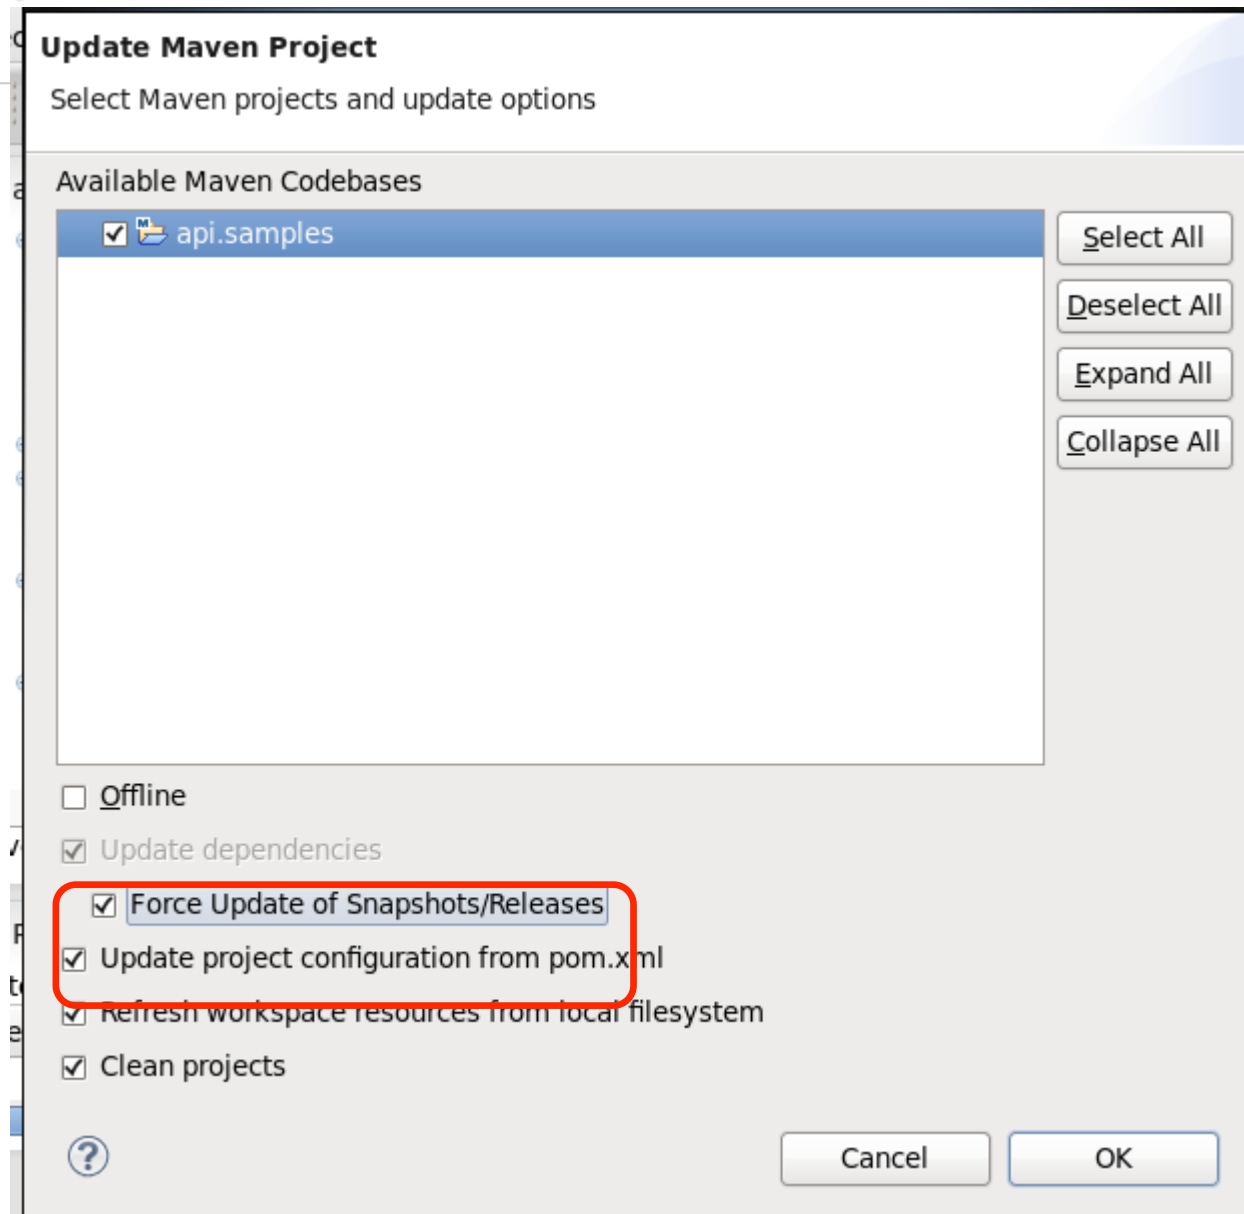 Update Maven Project
Select Maven projects and update options
Available Maven Codebases
api.samples
Select All
Deselect All
Expand All
Collapse All
Offline
Update dependencies
Force Update of Snapshots/Releases
Update project configuration from pom.xml
Refresh workspace resources from local filesystem
Clean projects
?
Cancel
OK